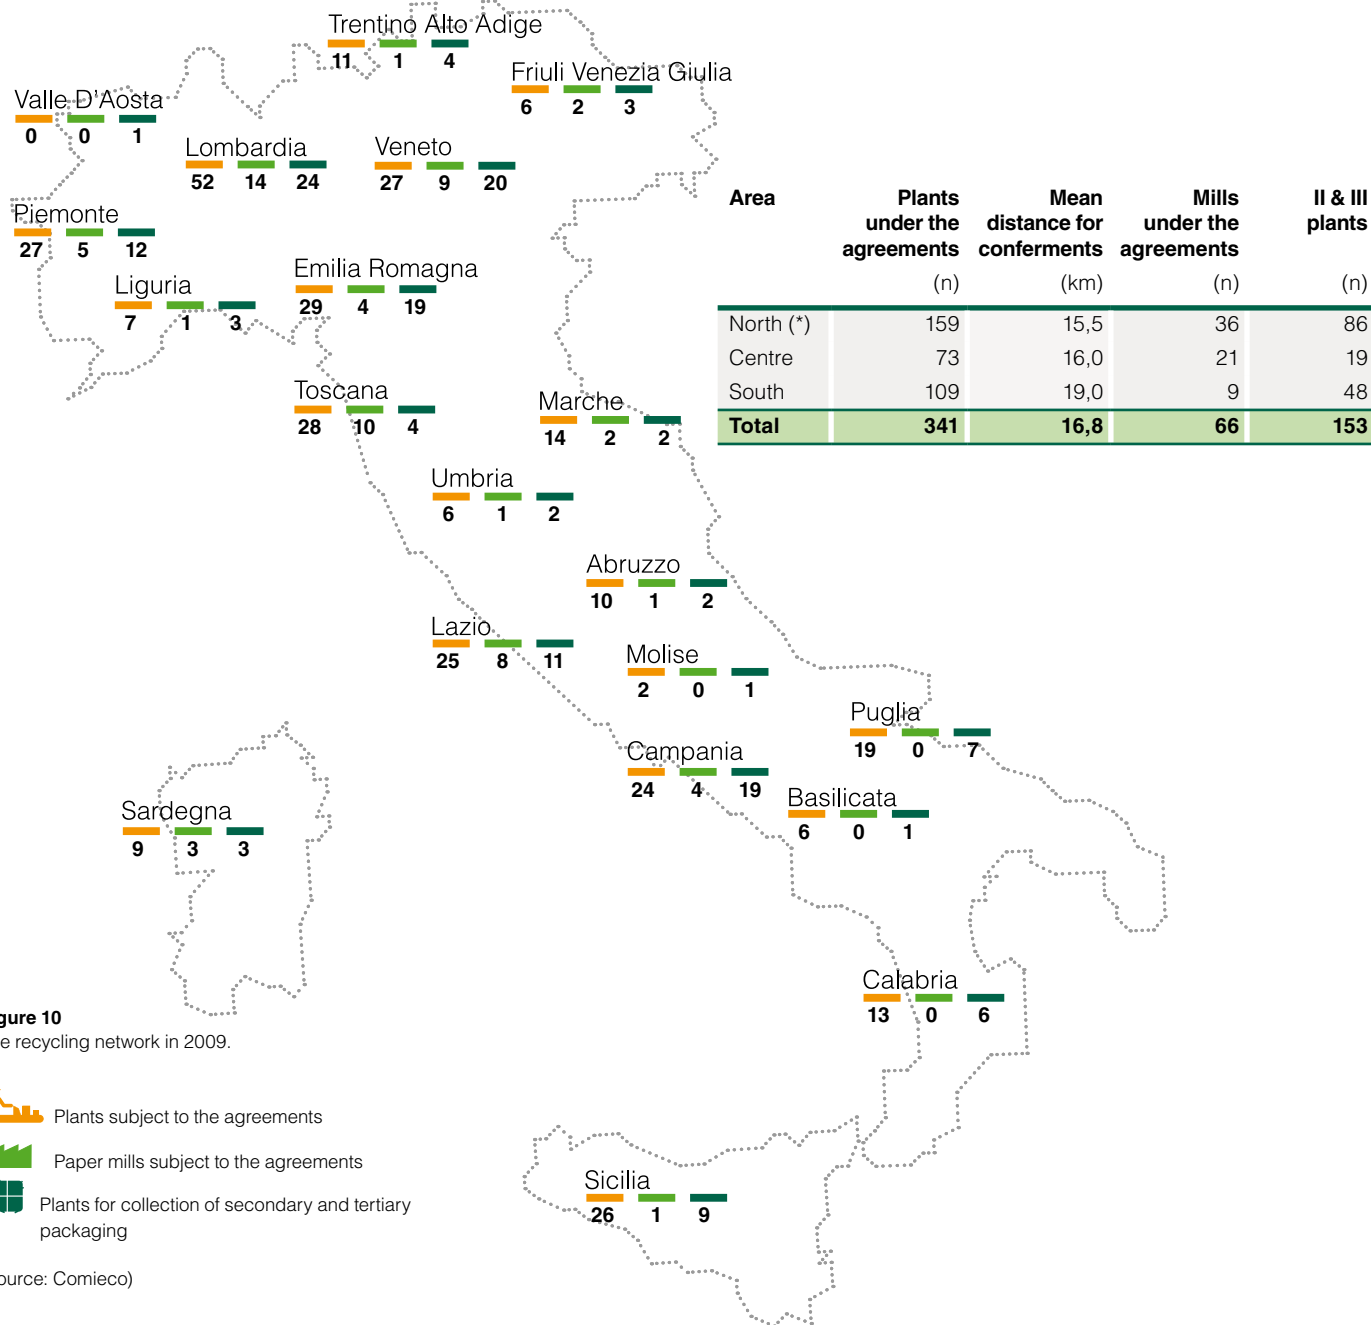 Trentino Alto Adige
11 1 4
Friuli Venezia Giulia
6 2 3
Valle D'Aosta
0 0 1
Lombardia
52 14 24
Veneto
27 9 20
Piemonte
27 5 12
Liguria
7 1 3
Emilia Romagna
29 4 19
Toscana
28 10 4
Marche
14 2 2
Umbria
6 1 2
Abruzzo
10 1 2
Lazio
25 8 11
Molise
2 0 1
Puglia
19 0 7
Campania
24 4 19
Basilicata
6 0 1
Sardegna
9 3 3
Calabria
13 0 6
Sicilia
26 1 9
Area Plants under the agreements Mean distance for conferments Mills under the agreements II & III plants
(n) (km) (n) (n)
North (*) 159 15,5 36 86
Centre 73 16,0 21 19
South 109 19,0 9 48
Total 341 16,8 66 153
gure 10
e recycling network in 2009.
Plants subject to the agreements
Paper mills subject to the agreements
Plants for collection of secondary and tertiary
packaging
ource: Comieco)